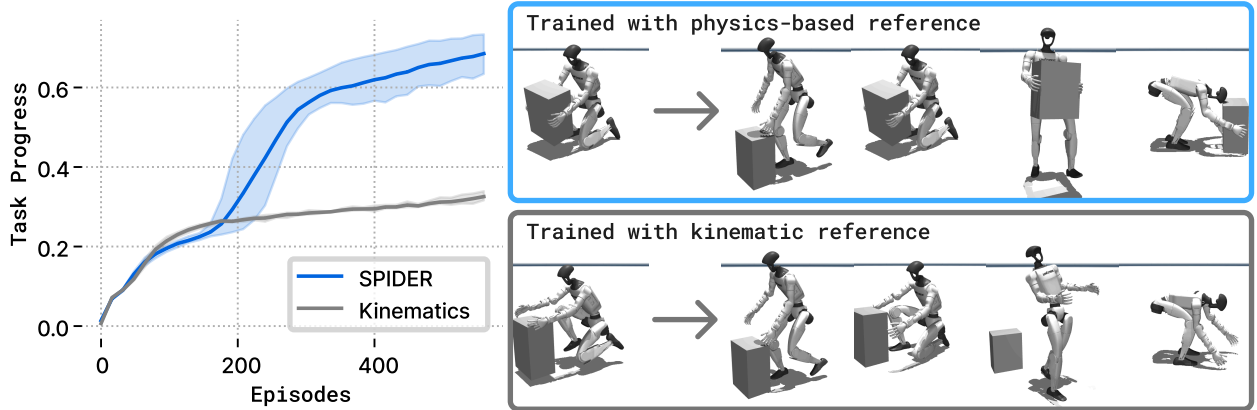 Task Progress
0.6
0.4
0.2
0.0
0
200
400
Episodes
SPIDER
Kinematics
Trained with physics-based reference
Trained with kinematic reference